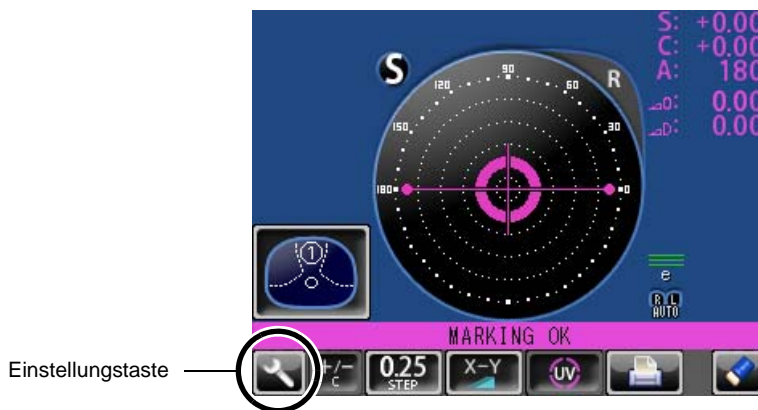 S: +0.00
C: +0.00
A: 180
⊿O: 0.00
⊿D: 0.00
S
R
90
120
60
150
30
180
0
1
e
R L
AUTO
MARKING OK
+/-
C
0.25
STEP
X-Y
UV
Einstellungstaste